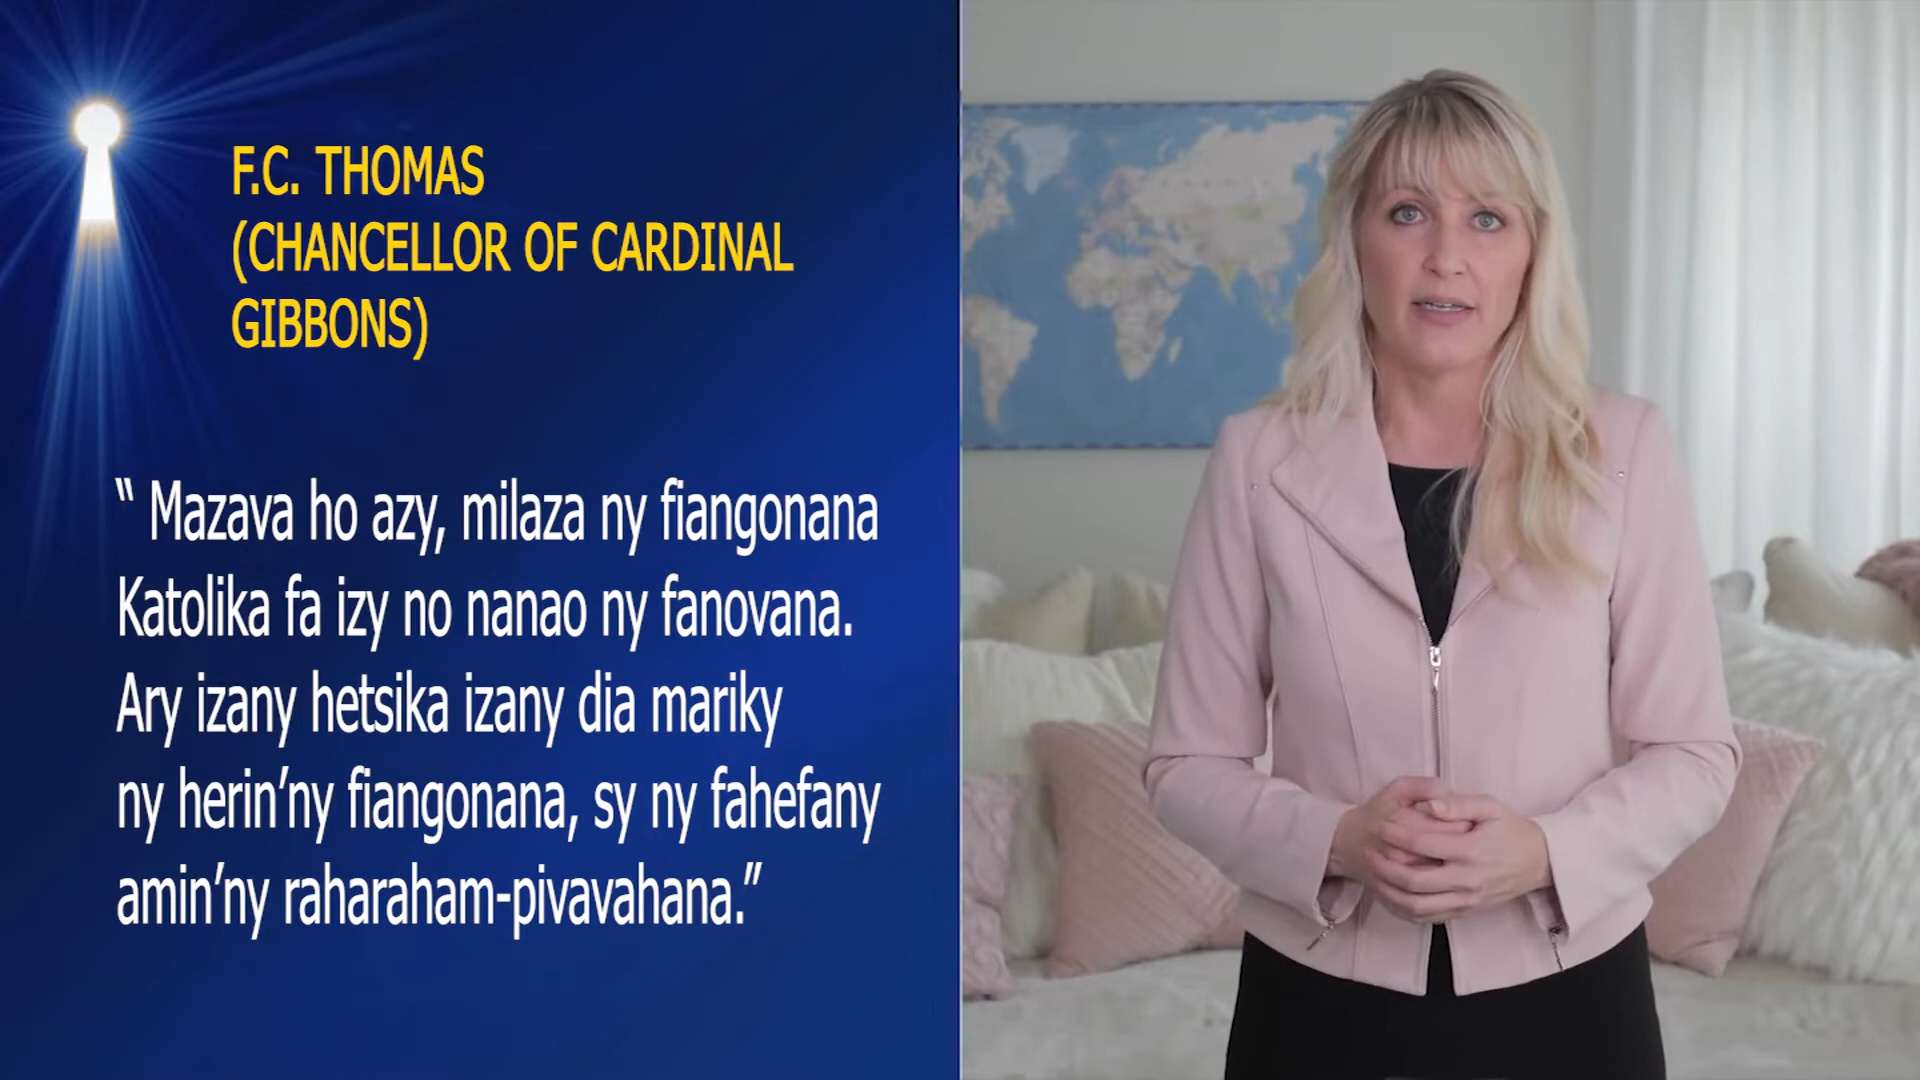 F.C. THOMAS
(CHANCELLOR OF CARDINAL
GIBBONS)
“ Mazava ho azy, milaza ny fiangonana
Katolika fa izy no nanao ny fanovana.
Ary izany hetsika izany dia mariky
ny herin’ny fiangonana, sy ny fahefany
amin’ny raharaham-pivavahana.”